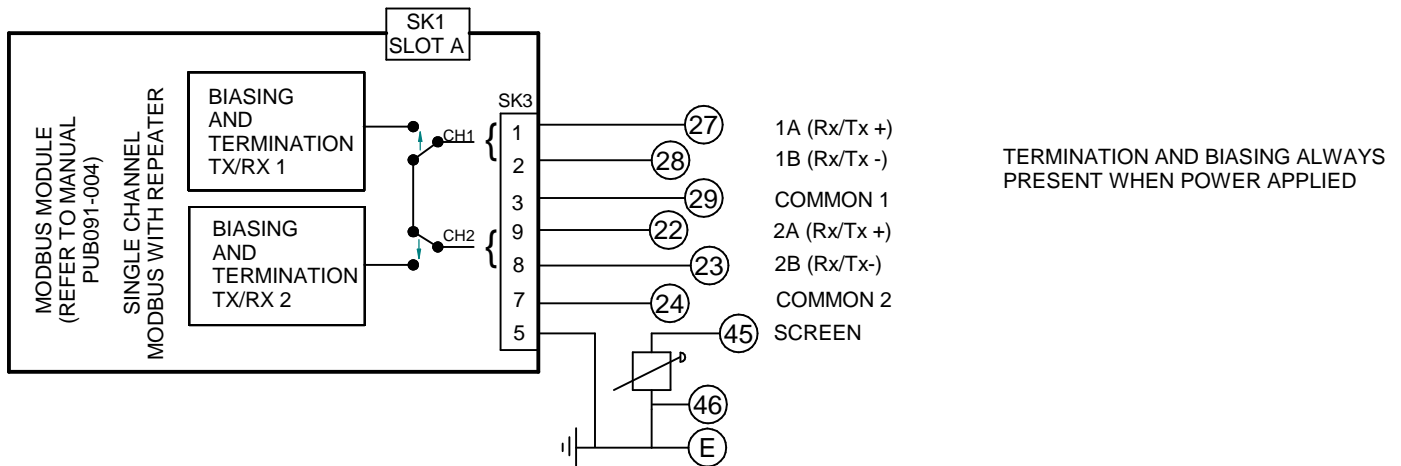 SK1
SLOT A
MODBUS MODULE
(REFER TO MANUAL
PUB091-004)
SINGLE CHANNEL
MODBUS WITH REPEATER
BIASING
AND
TERMINATION
TX/RX 1
BIASING
AND
TERMINATION
TX/RX 2
CH1
CH2
SK3
1
2
3
9
8
7
5
27
1A (Rx/Tx +)
28
1B (Rx/Tx -)
29
COMMON 1
22
2A (Rx/Tx +)
23
2B (Rx/Tx-)
24
COMMON 2
45
SCREEN
46
E
TERMINATION AND BIASING ALWAYS
PRESENT WHEN POWER APPLIED